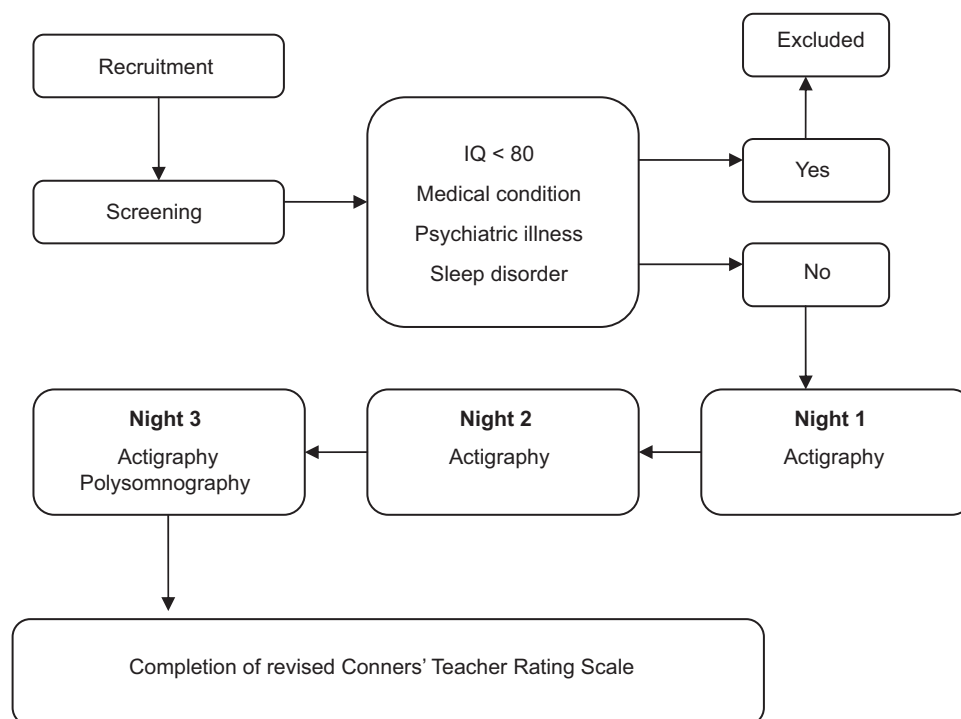 Recruitment
Screening
IQ < 80
Medical condition
Psychiatric illness
Sleep disorder
Excluded
Yes
No
Night 1
Actigraphy
Night 2
Actigraphy
Night 3
Actigraphy
Polysomnography
Completion of revised Conners’ Teacher Rating Scale